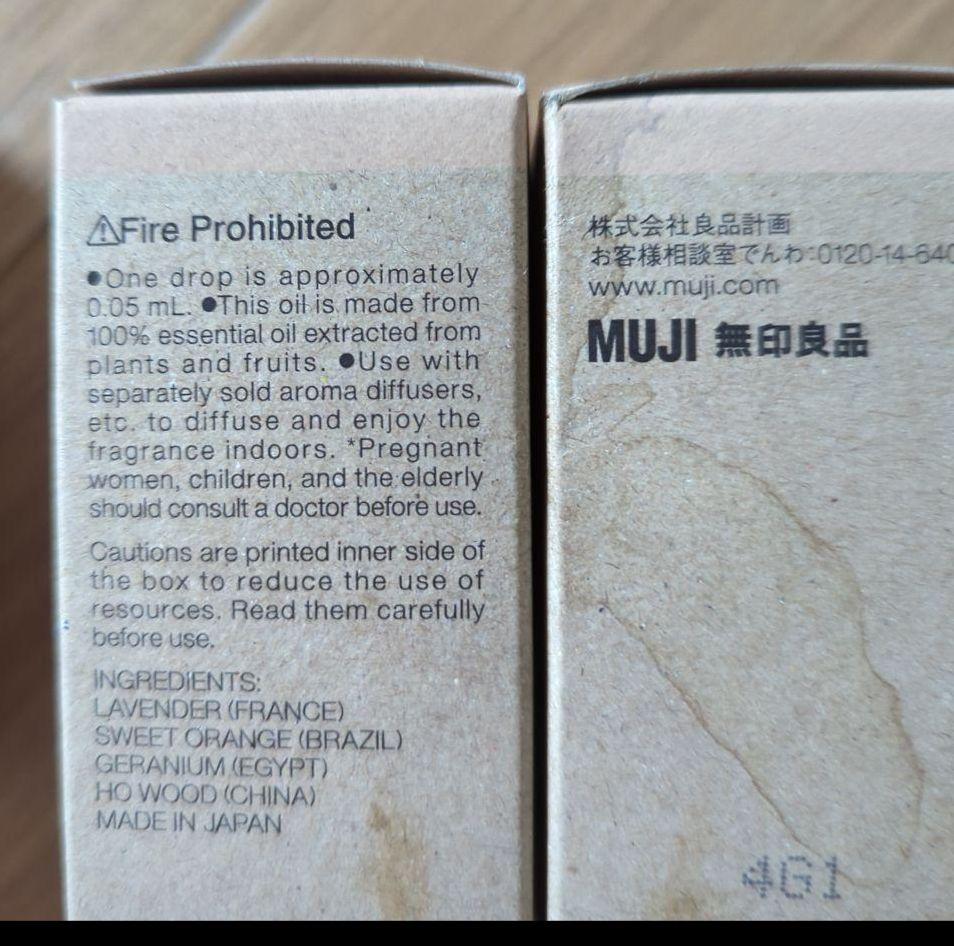 ⚠Fire Prohibited
●One drop is approximately
0.05 mL. ●This oil is made from
100% essential oil extracted from
plants and fruits. ●Use with
separately sold aroma diffusers,
etc. to diffuse and enjoy the
fragrance indoors. *Pregnant
women, children, and the elderly
should consult a doctor before use.
Cautions are printed inner side of
the box to reduce the use of
resources. Read them carefully
before use.
INGREDIENTS:
LAVENDER (FRANCE)
SWEET ORANGE (BRAZIL)
GERANIUM (EGYPT)
HO WOOD (CHINA)
MADE IN JAPAN
株式会社良品計画
お客様相談室でんわ:0120-14-640
www.muji.com
MUJI 無印良品
4G1